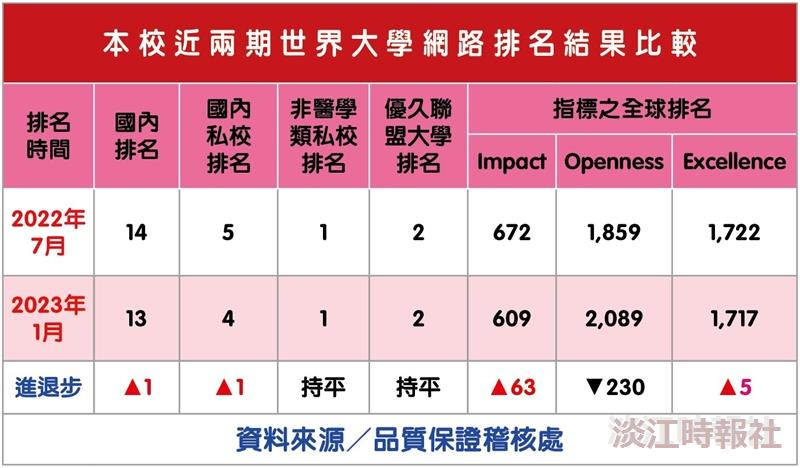 本校近兩期世界大學網路排名結果比較
排名時間 國內排名 國內私校排名 非醫學類私校排名 優久聯盟大學排名 指標之全球排名
Impact Openness Excellence
2022年7月 14 5 1 2 672 1,859 1,722
2023年1月 13 4 1 2 609 2,089 1,717
進退步 ▲1 ▲1 持平 持平 ▲63 ▼230 ▲5
資料來源／品質保證稽核處
淡江時報社